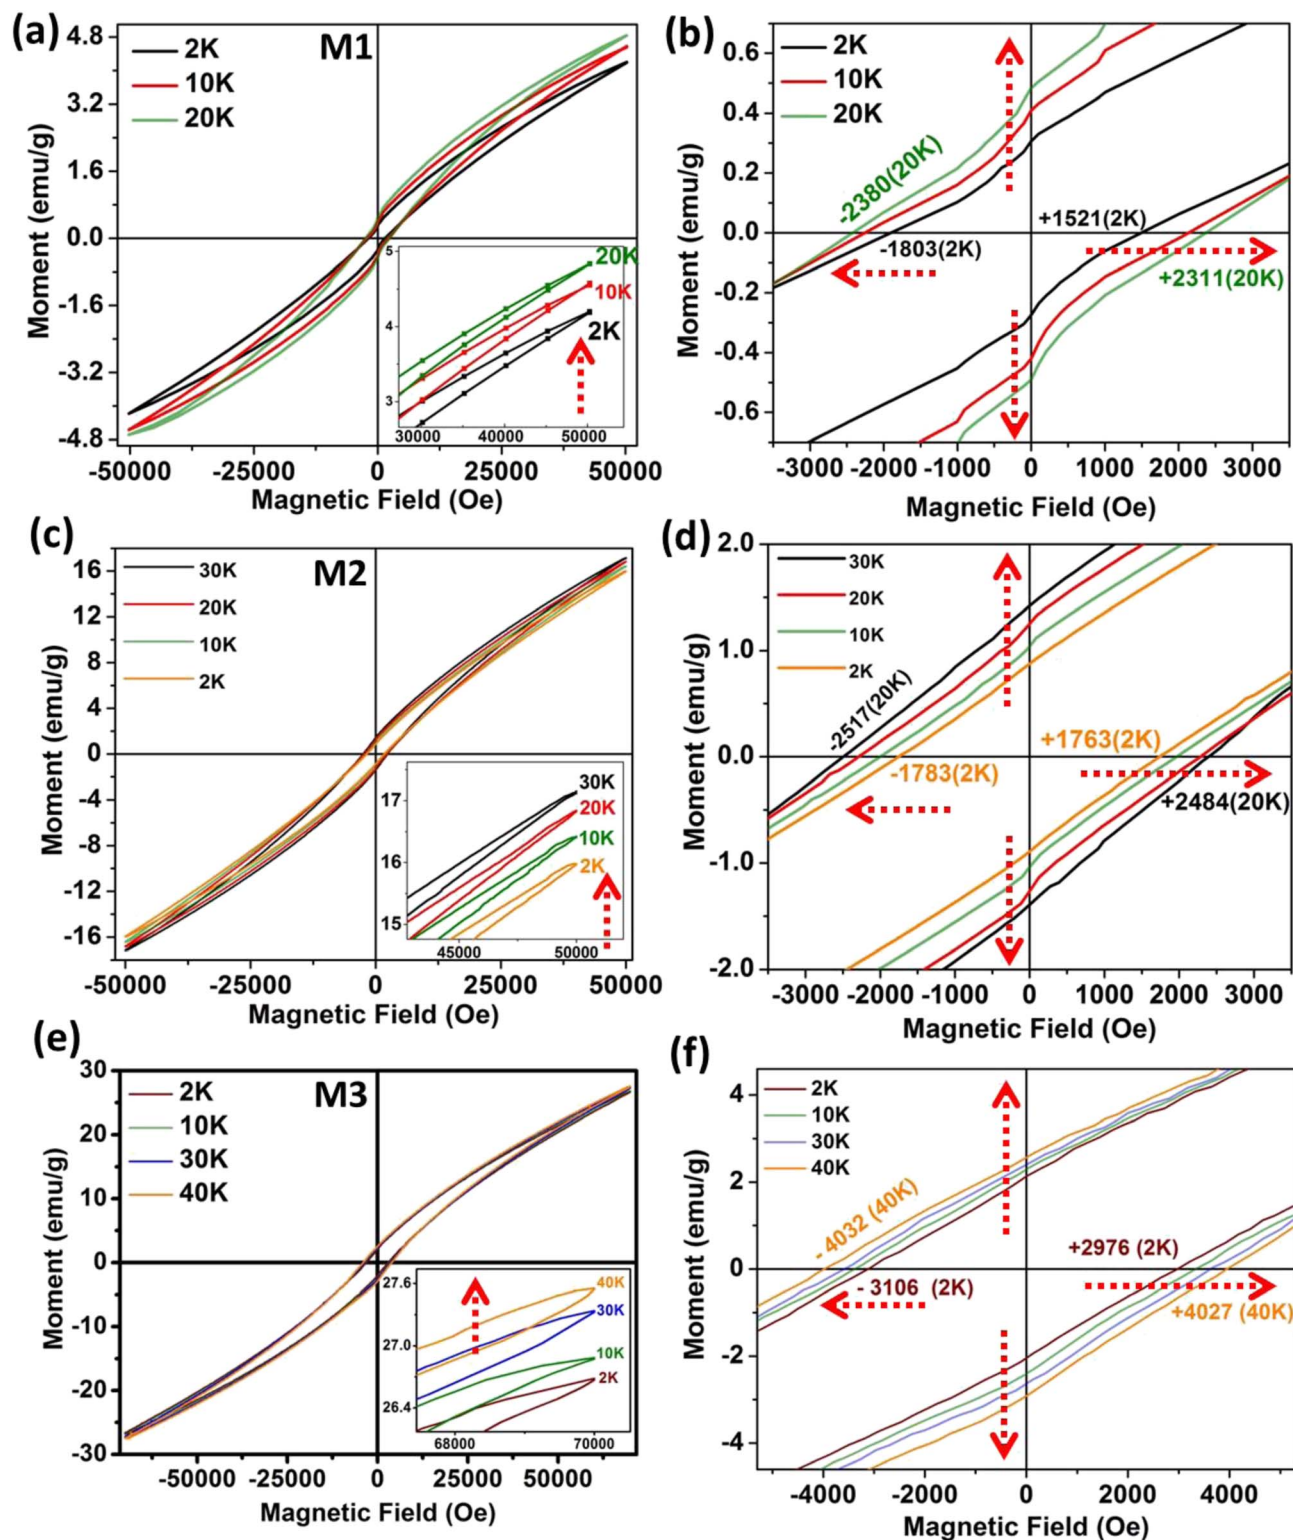 (a)
M1
2K
10K
20K
4.8
3.2
1.6
0.0
-1.6
-3.2
-4.8
Moment (emu/g)
5
4
3
20K
10K
2K
30000
40000
50000
-50000
-25000
0
25000
50000
Magnetic Field (Oe)
(b)
2K
10K
20K
0.6
0.4
0.2
0.0
-0.2
-0.4
-0.6
Moment (emu/g)
-2380(20K)
-1803(2K)
+1521(2K)
+2311(20K)
-3000
-2000
-1000
0
1000
2000
3000
Magnetic Field (Oe)
(c)
M2
30K
20K
10K
2K
16
12
8
4
0
-4
-8
-12
-16
Moment (emu/g)
17
16
15
30K
20K
10K
2K
45000
50000
-50000
-25000
0
25000
50000
Magnetic Field (Oe)
(d)
30K
20K
10K
2K
2.0
1.0
0.0
-1.0
-2.0
Moment (emu/g)
-2517(20K)
-1783(2K)
+1763(2K)
+2484(20K)
-3000
-2000
-1000
0
1000
2000
3000
Magnetic Field (Oe)
(e)
M3
2K
10K
30K
40K
30
20
10
0
-10
-20
-30
Moment (emu/g)
27.6
27.0
26.4
40K
30K
10K
2K
68000
70000
-50000
-25000
0
25000
50000
Magnetic Field (Oe)
(f)
2K
10K
30K
40K
4
2
0
-2
-4
Moment (emu/g)
- 4032 (40K)
- 3106 (2K)
+2976 (2K)
+4027 (40K)
-4000
-2000
0
2000
4000
Magnetic Field (Oe)